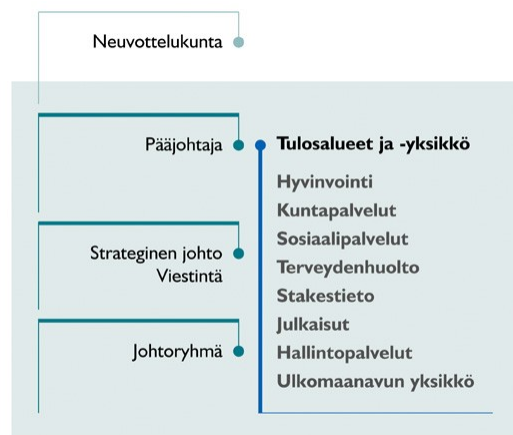 Neuvottelukunta
Pääjohtaja
Strateginen johto
Viestintä
Johtoryhmä
Tulosalueet ja -yksikkö
Hyvinvointi
Kuntapalvelut
Sosiaalipalvelut
Terveydenhuolto
Stakestieto
Julkaisut
Hallintopalvelut
Ulkomaanavun yksikkö